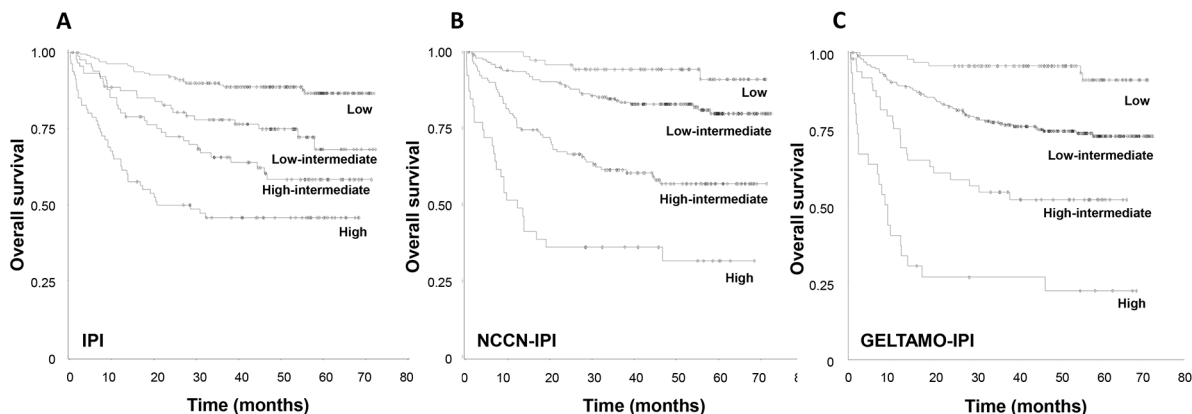 A
Overall survival
1.00
0.75
0.50
0.25
0
Low
Low-intermediate
High-intermediate
High
IPI
0 10 20 30 40 50 60 70 80
Time (months)
B
Overall survival
1.00
0.75
0.50
0.25
0
Low
Low-intermediate
High-intermediate
High
NCCN-IPI
0 10 20 30 40 50 60 70
Time (months)
C
Overall survival
1.00
0.75
0.50
0.25
0
Low
Low-intermediate
High-intermediate
High
GELTAMO-IPI
0 10 20 30 40 50 60 70 80
Time (months)